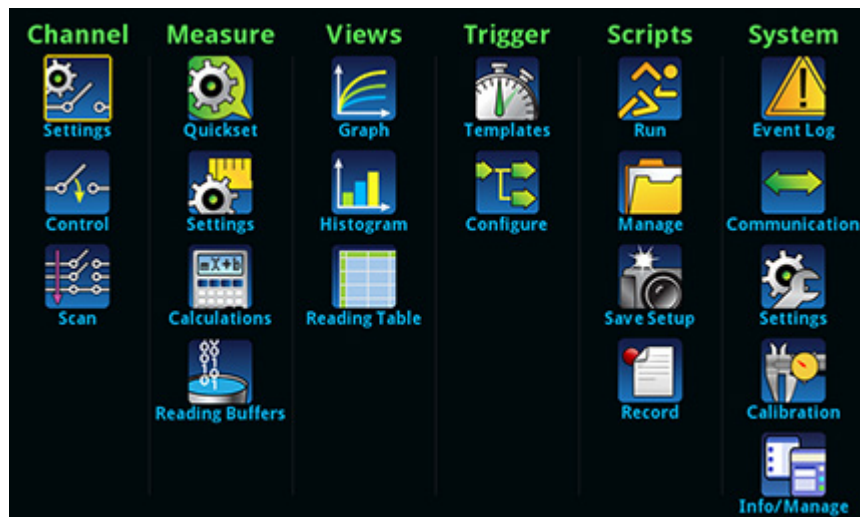 Channel Measure Views Trigger Scripts System
Settings Quickset Graph Templates Run Event Log
Control Settings Histogram Configure Manage Communication
mX+b
Scan Calculations Reading Table Save Setup Settings
Reading Buffers Record Calibration
Info/Manage